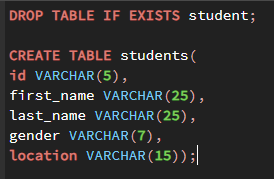 DROP TABLE IF EXISTS student;
CREATE TABLE students(
id VARCHAR(5),
first_name VARCHAR(25),
last_name VARCHAR(25),
gender VARCHAR(7),
location VARCHAR(15));